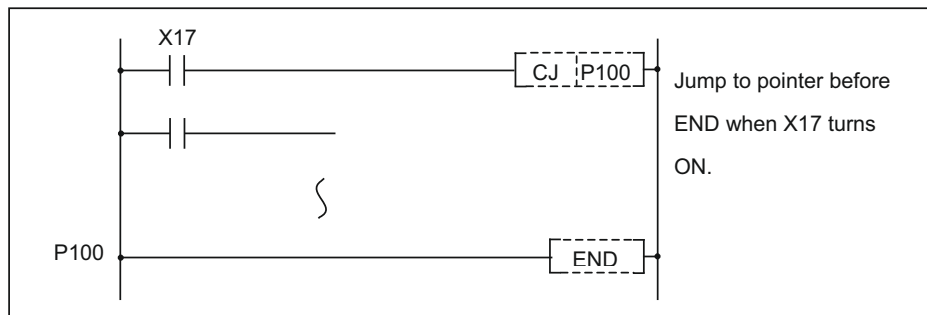 X17
CJ P100
Jump to pointer before
END when X17 turns
ON.
P100
END